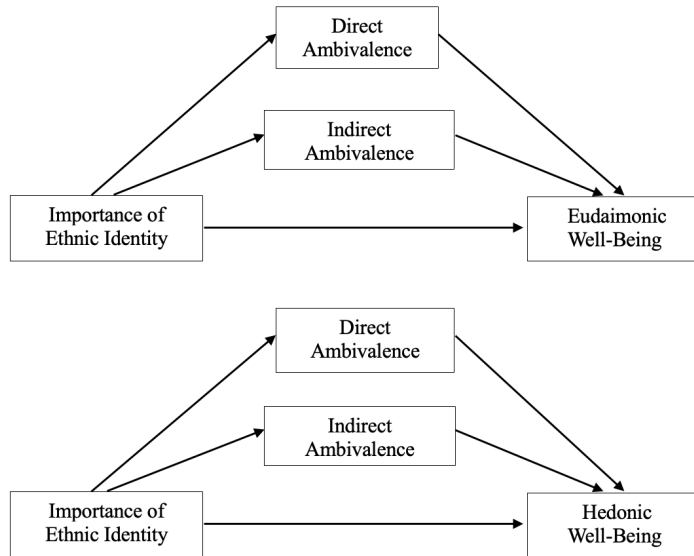 Direct
Ambivalence
Indirect
Ambivalence
Importance of
Ethnic Identity
Eudaimonic
Well-Being
Direct
Ambivalence
Indirect
Ambivalence
Importance of
Ethnic Identity
Hedonic
Well-Being